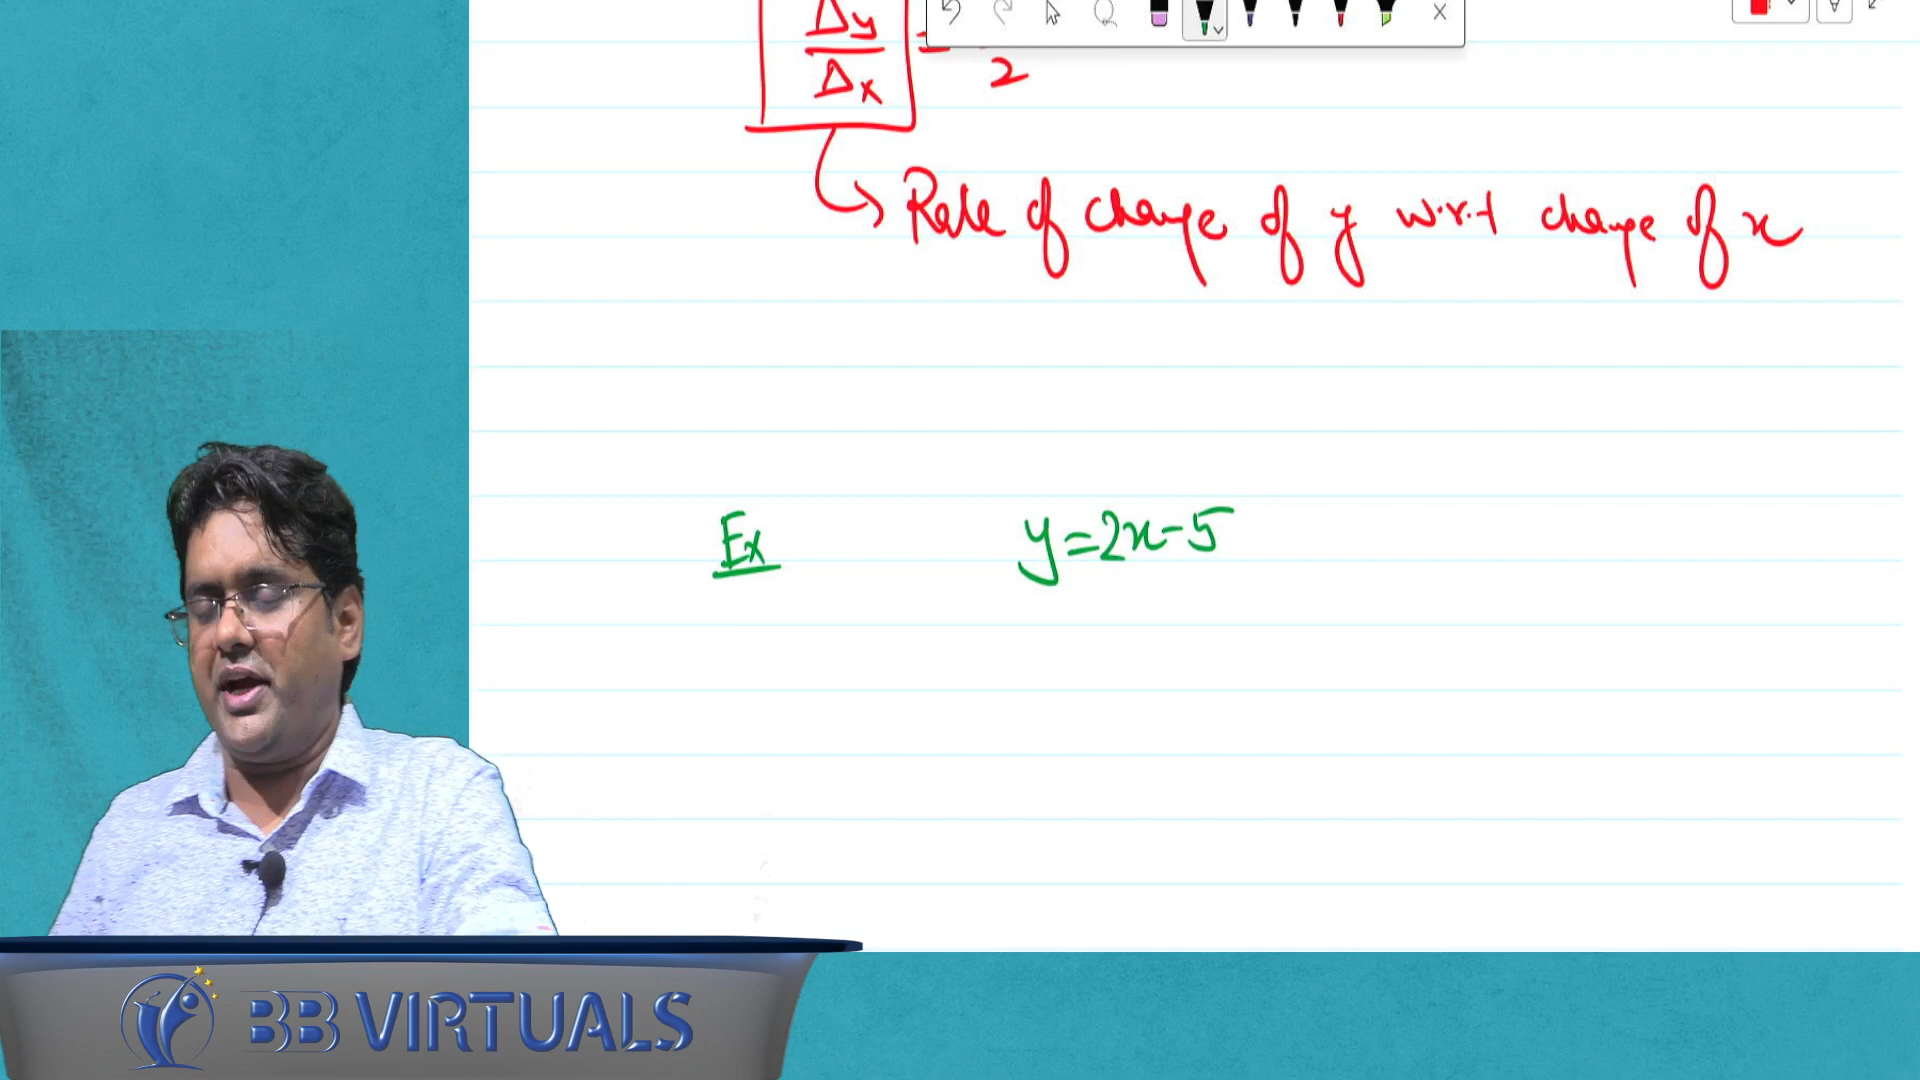 Δy
Δx
=
2
Rate of change of y w.r.t change of x
Ex y=2x-5
BB VIRTUALS